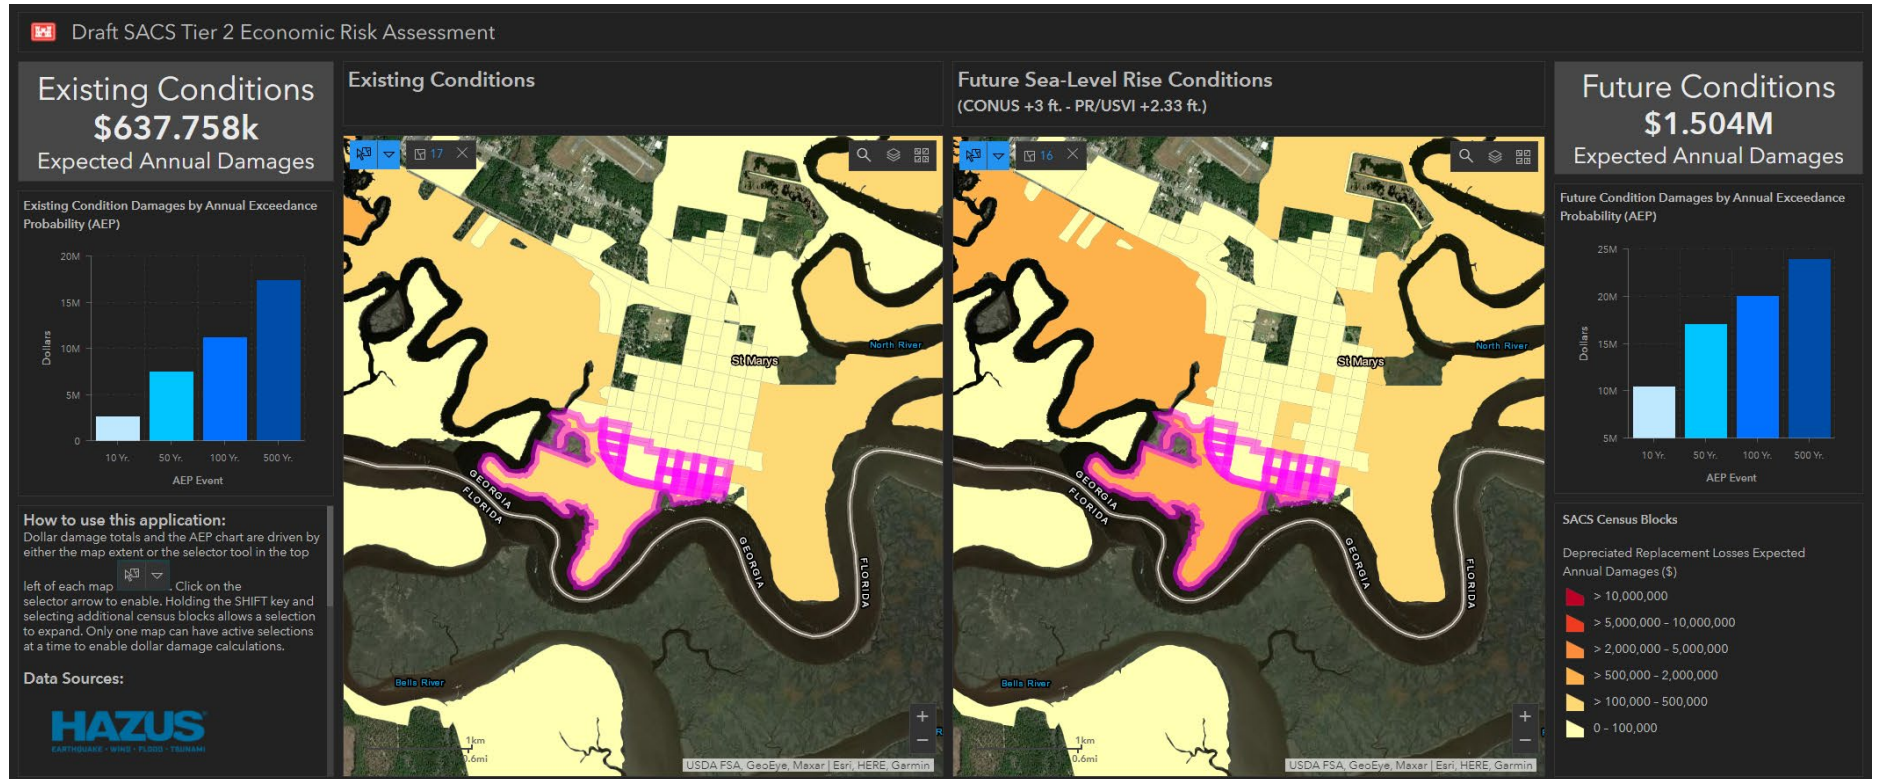 Draft SACS Tier 2 Economic Risk Assessment
Existing Conditions
$637.758k
Expected Annual Damages
Existing Condition Damages by Annual Exceedance
Probability (AEP)
20M
15M
10M
5M
0
Dollars
10 Yr.
50 Yr.
100 Yr.
500 Yr.
AEP Event
How to use this application:
Dollar damage totals and the AEP chart are driven by
either the map extent or the selector tool in the top
left of each map . Click on the
selector arrow to enable. Holding the SHIFT key and
selecting additional census blocks allows a selection
to expand. Only one map can have active selections
at a time to enable dollar damage calculations.
Data Sources:
HAZUS
EARTHQUAKE • WIND • FLOOD • TSUNAMI
Existing Conditions
17
North River
St Marys
GEORGIA
FLORIDA
GEORGIA
FLORIDA
Bells River
1km
0.6mi
+
−
R
USDA FSA, GeoEye, Maxar | Esri, HERE, Garmin
Future Sea-Level Rise Conditions
(CONUS +3 ft. - PR/USVI +2.33 ft.)
16
North River
St Marys
GEORGIA
FLORIDA
GEORGIA
FLORIDA
Bells River
1km
0.6mi
+
−
USDA FSA, GeoEye, Maxar | Esri, HERE, Garmin
Future Conditions
$1.504M
Expected Annual Damages
Future Condition Damages by Annual Exceedance
Probability (AEP)
25M
20M
15M
10M
5M
Dollars
10 Yr.
50 Yr.
100 Yr.
500 Yr.
AEP Event
SACS Census Blocks
Depreciated Replacement Losses Expected
Annual Damages ($)
> 10,000,000
> 5,000,000 – 10,000,000
> 2,000,000 – 5,000,000
> 500,000 – 2,000,000
> 100,000 – 500,000
0 – 100,000